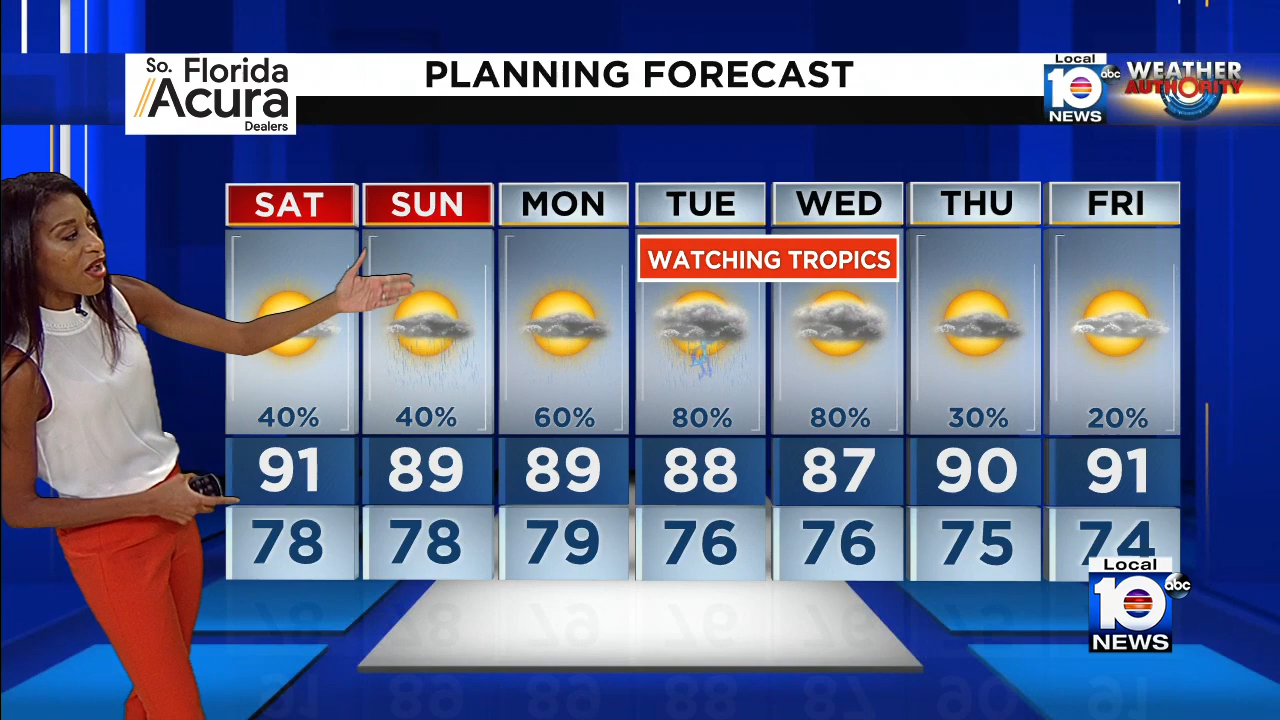 So. Florida
Acura
Dealers
PLANNING FORECAST
Local
10
abc
NEWS
WEATHER
AUTHORITY
SAT SUN MON TUE WED THU FRI
WATCHING TROPICS
40% 40% 60% 80% 80% 30% 20%
91 89 89 88 87 90 91
78 78 79 76 76 75 74
Local
10
abc
NEWS